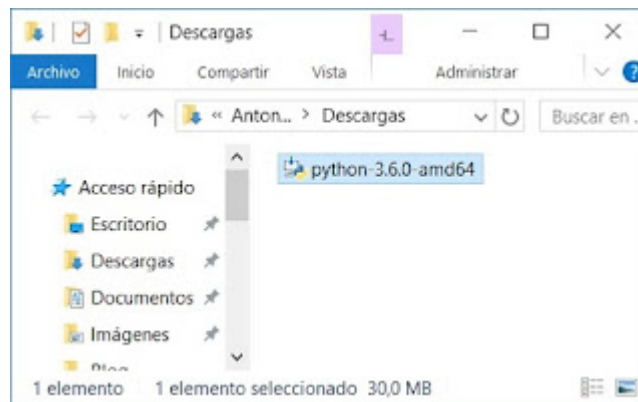 Descargas
Archivo Inicio Compartir Vista Administrar
« Anton... > Descargas Buscar en .
python-3.6.0-amd64
Acceso rápido
Escritorio
Descargas
Documentos
Imágenes
1 elemento 1 elemento seleccionado 30,0 MB